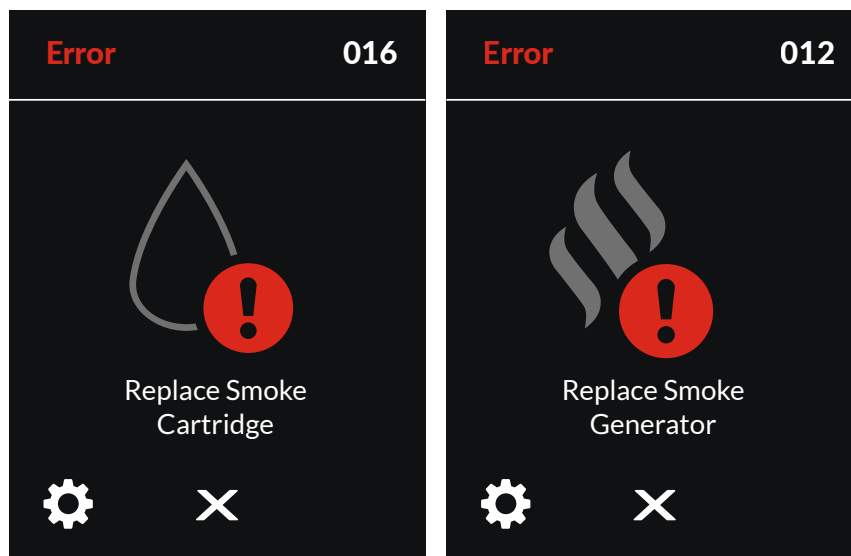 Error 016
Replace Smoke
Cartridge
Error 012
Replace Smoke
Generator